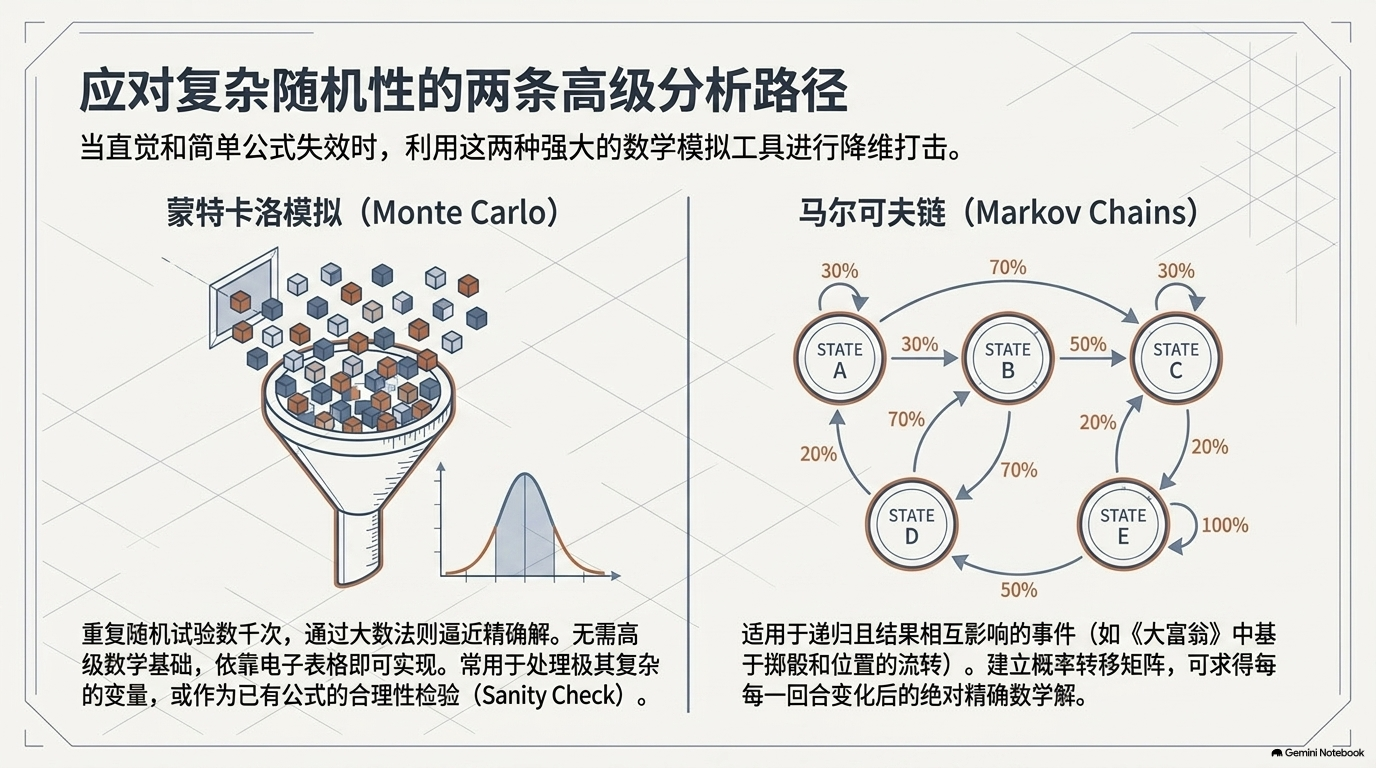 应对复杂随机性的两条高级分析路径
当直觉和简单公式失效时，利用这两种强大的数学模拟工具进行降维打击。
蒙特卡洛模拟（Monte Carlo）
重复随机试验数千次，通过大数法则逼近精确解。无需高
级数学基础，依靠电子表格即可实现。常用于处理极其复杂
的变量，或作为已有公式的合理性检验（Sanity Check）。
马尔可夫链（Markov Chains）
30%
70%
30%
STATE
A
30%
STATE
B
50%
STATE
C
20%
70%
70%
20%
20%
STATE
D
STATE
E
100%
50%
适用于递归且结果相互影响的事件（如《大富翁》中基
于掷骰和位置的流转）。建立概率转移矩阵，可求得每
每一回合变化后的绝对精确数学解。
Gemini Notebook